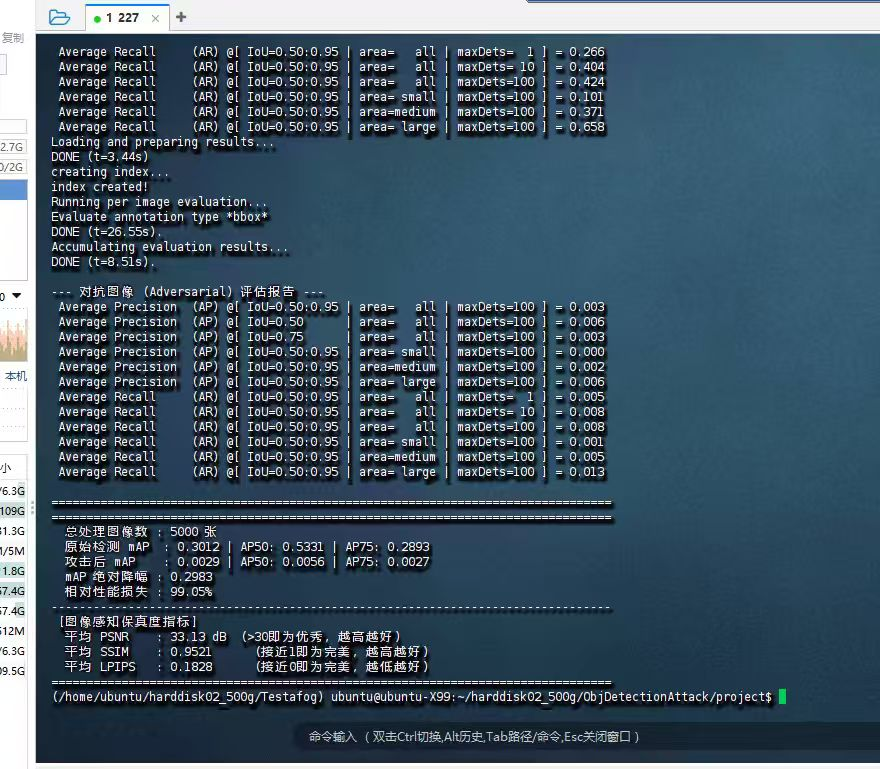 1 227
复制
Average Recall (AR) @[ IoU=0.50:0.95 | area= all | maxDets= 1 ] = 0.266
Average Recall (AR) @[ IoU=0.50:0.95 | area= all | maxDets= 10 ] = 0.404
2.7G
Average Recall (AR) @[ IoU=0.50:0.95 | area= all | maxDets=100 ] = 0.424
0/2G
Average Recall (AR) @[ IoU=0.50:0.95 | area= small | maxDets=100 ] = 0.101
Average Recall (AR) @[ IoU=0.50:0.95 | area=medium | maxDets=100 ] = 0.371
Average Recall (AR) @[ IoU=0.50:0.95 | area= large | maxDets=100 ] = 0.658
Loading and preparing results...
DONE (t=3.44s)
creating index...
index created!
Running per image evaluation...
Evaluate annotation type *bbox*
DONE (t=26.55s).
Accumulating evaluation results...
DONE (t=8.51s).
--- 对抗图像 (Adversarial) 评估报告 ---
Average Precision (AP) @[ IoU=0.50:0.95 | area= all | maxDets=100 ] = 0.003
Average Precision (AP) @[ IoU=0.50 | area= all | maxDets=100 ] = 0.006
Average Precision (AP) @[ IoU=0.75 | area= all | maxDets=100 ] = 0.003
Average Precision (AP) @[ IoU=0.50:0.95 | area= small | maxDets=100 ] = 0.000
Average Precision (AP) @[ IoU=0.50:0.95 | area=medium | maxDets=100 ] = 0.002
Average Precision (AP) @[ IoU=0.50:0.95 | area= large | maxDets=100 ] = 0.006
Average Recall (AR) @[ IoU=0.50:0.95 | area= all | maxDets= 1 ] = 0.005
Average Recall (AR) @[ IoU=0.50:0.95 | area= all | maxDets= 10 ] = 0.008
Average Recall (AR) @[ IoU=0.50:0.95 | area= all | maxDets=100 ] = 0.008
Average Recall (AR) @[ IoU=0.50:0.95 | area= small | maxDets=100 ] = 0.001
Average Recall (AR) @[ IoU=0.50:0.95 | area=medium | maxDets=100 ] = 0.005
Average Recall (AR) @[ IoU=0.50:0.95 | area= large | maxDets=100 ] = 0.013
================================================================================
================================================================================
总处理图像数 : 5000 张
原始检测 mAP : 0.3012 | AP50: 0.5331 | AP75: 0.2893
攻击后 mAP : 0.0029 | AP50: 0.0056 | AP75: 0.0027
mAP 绝对降幅 : 0.2983
相对性能损失 : 99.05%
--------------------------------------------------------------------------------
[图像感知保真度指标]
平均 PSNR : 33.13 dB (>30即为优秀, 越高越好)
平均 SSIM : 0.9521 (接近1即为完美, 越高越好)
平均 LPIPS : 0.1828 (接近0即为完美, 越低越好)
================================================================================
(/home/ubuntu/harddisk02_500g/Testafog) ubuntu@ubuntu-X99:~/harddisk02_500g/ObjDetectionAttack/project$
命令输入 （双击Ctrl切换,Alt历史,Tab路径/命令,Esc关闭窗口 ）
本机
小
/6.3G
109G
31.3G
M/5M
1.8G
57.4G
57.4G
512M
/6.3G
09.5G